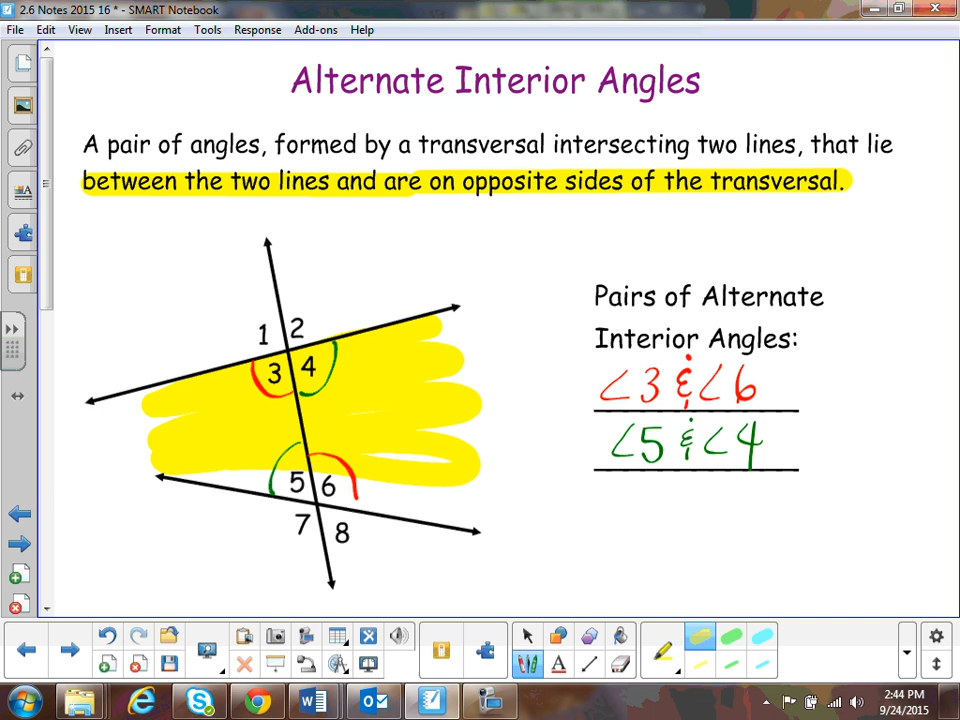 2.6 Notes 2015 16 * - SMART Notebook
File Edit View Insert Format Tools Response Add-ons Help
Alternate Interior Angles
A pair of angles, formed by a transversal intersecting two lines, that lie
between the two lines and are on opposite sides of the transversal.
1 2
3 4
5 6
7 8
Pairs of Alternate
Interior Angles:
∠3 & ∠6
∠5 & ∠4
2:44 PM
9/24/2015